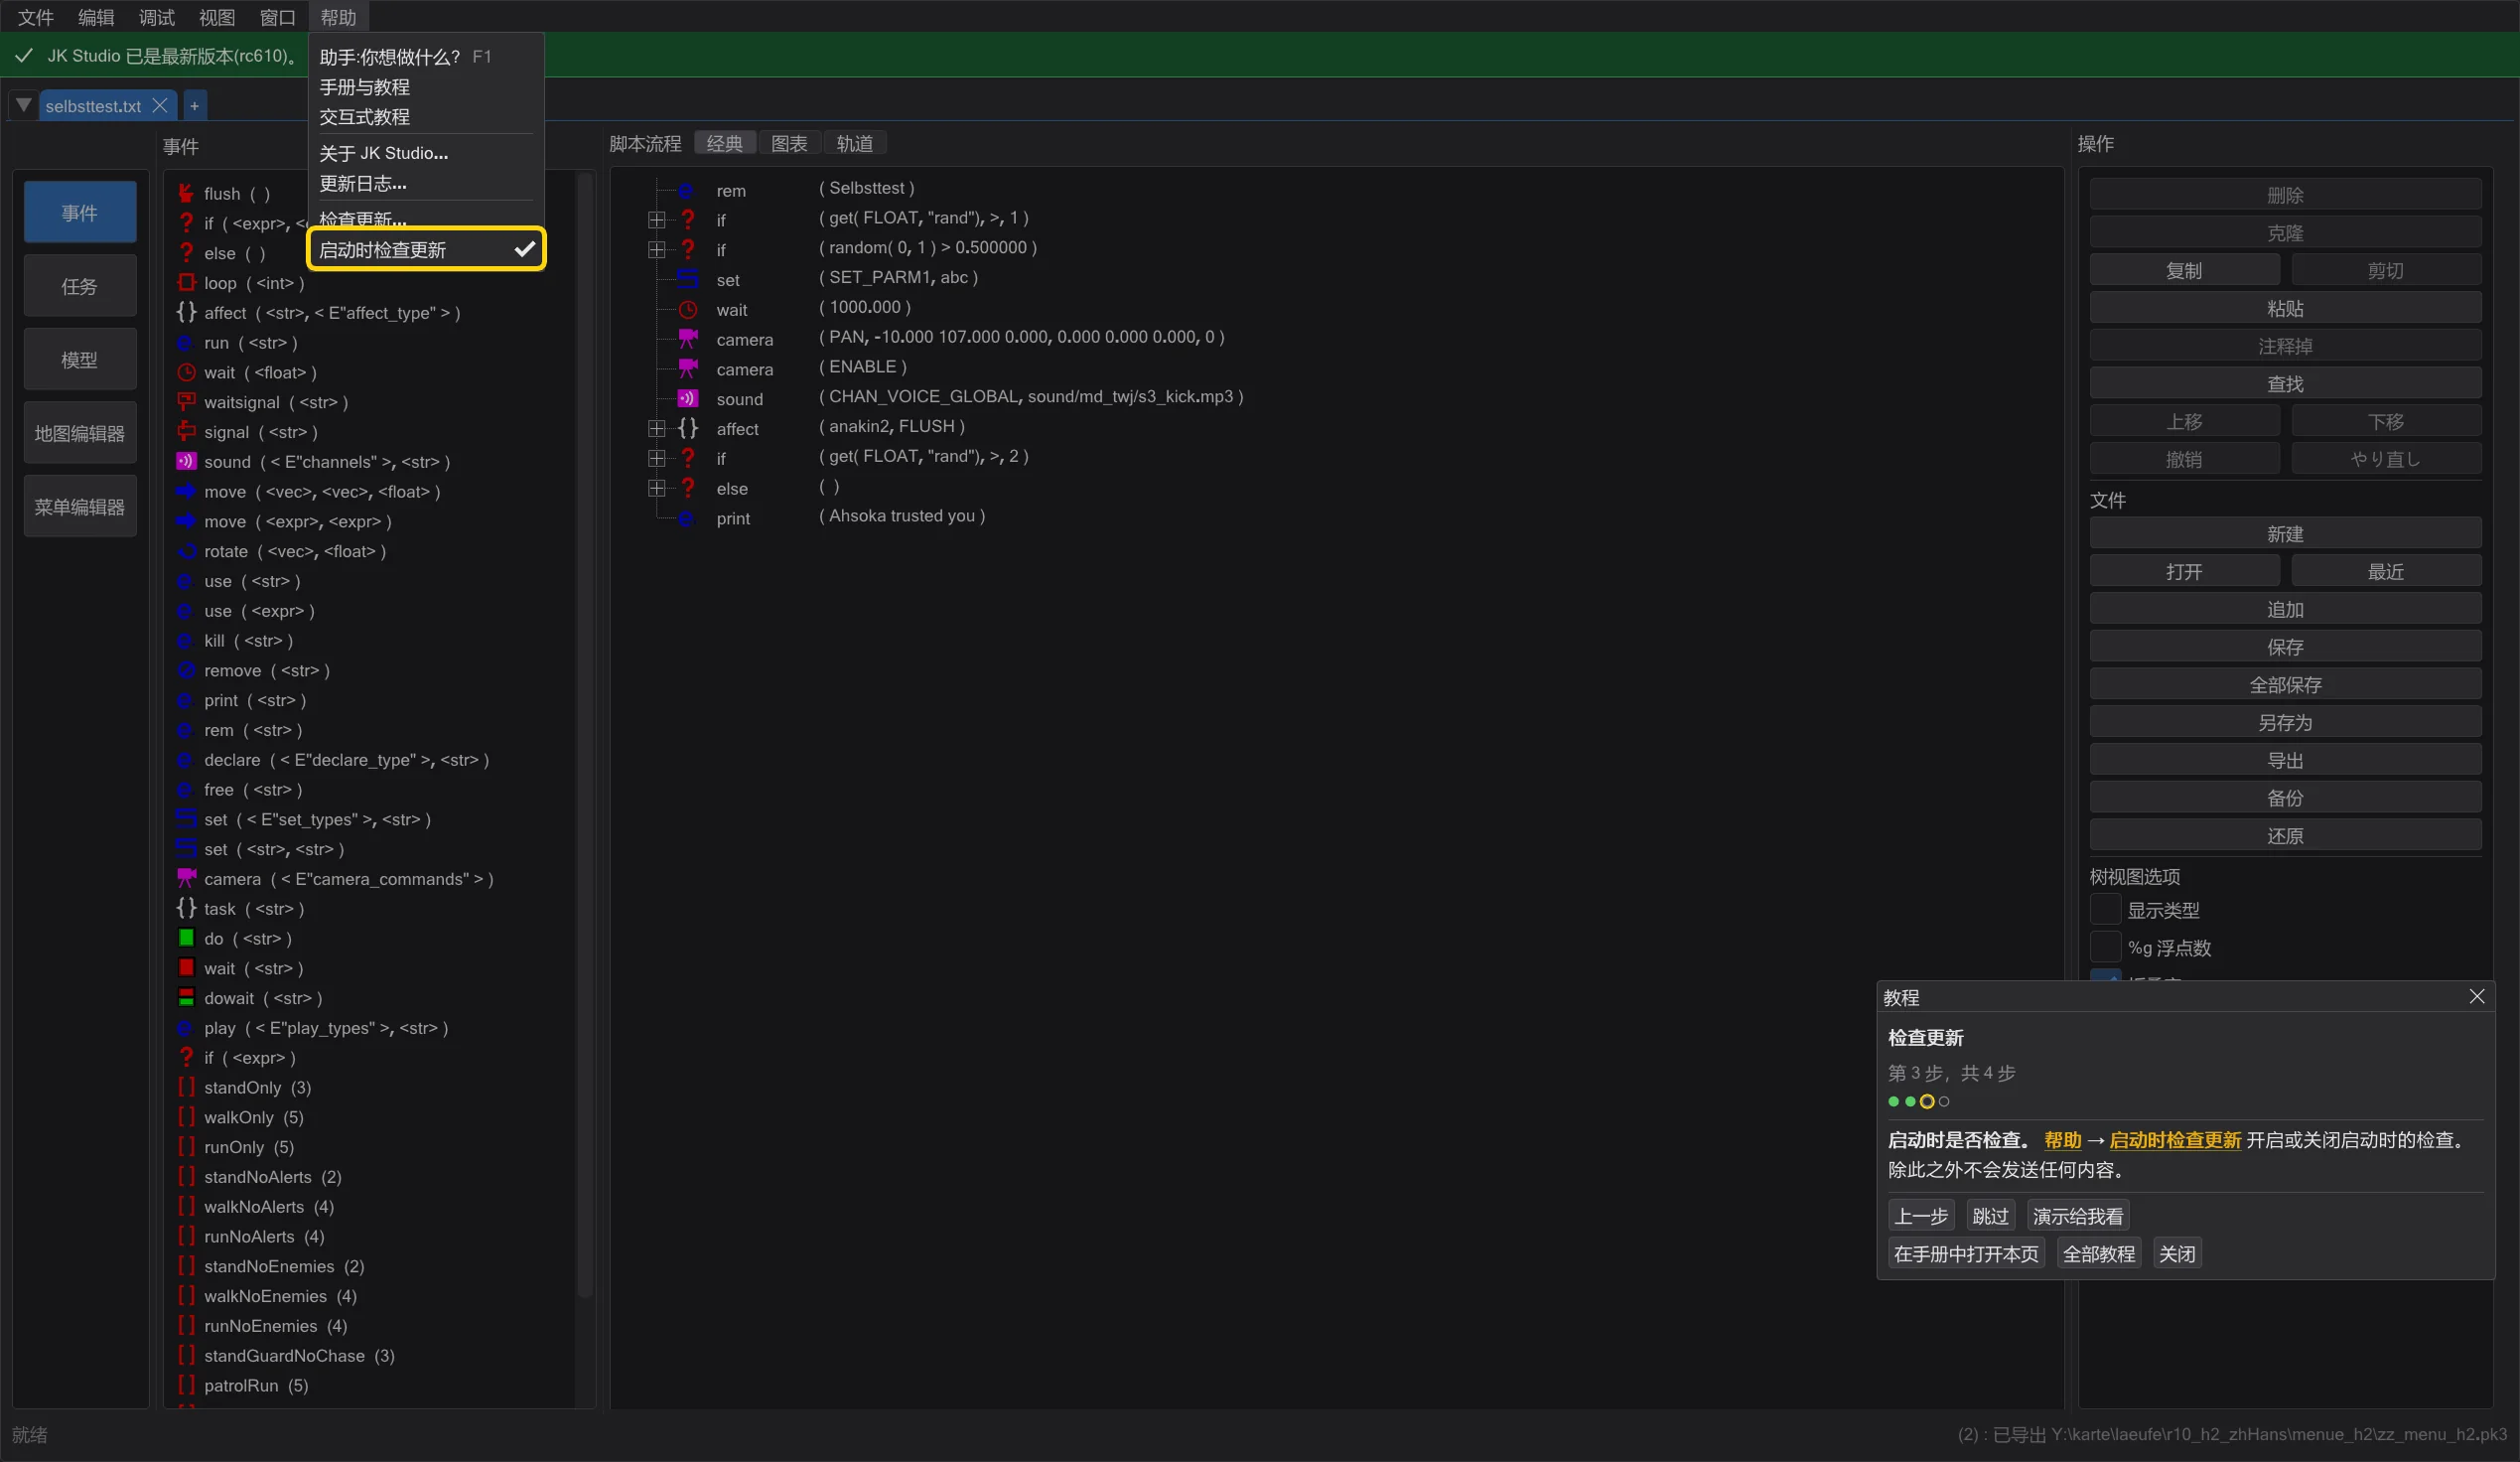 文件 编辑 调试 视图 窗口 帮助
JK Studio 已是最新版本(rc610)。
助手:你想做什么? F1
手册与教程
交互式教程
关于 JK Studio...
更新日志...
检查更新...
启动时检查更新
selbsttest.txt
+
事件
任务
模型
地图编辑器
菜单编辑器
事件
flush ( )
if ( <expr>,
else ( )
loop ( <int> )
affect ( <str>, < E"affect_type" > )
run ( <str> )
wait ( <float> )
waitsignal ( <str> )
signal ( <str> )
sound ( < E"channels" >, <str> )
move ( <vec>, <vec>, <float> )
move ( <expr>, <expr> )
rotate ( <vec>, <float> )
use ( <str> )
use ( <expr> )
kill ( <str> )
remove ( <str> )
print ( <str> )
rem ( <str> )
declare ( < E"declare_type" >, <str> )
free ( <str> )
set ( < E"set_types" >, <str> )
set ( <str>, <str> )
camera ( < E"camera_commands" > )
task ( <str> )
do ( <str> )
wait ( <str> )
dowait ( <str> )
play ( < E"play_types" >, <str> )
if ( <expr> )
standOnly (3)
walkOnly (5)
runOnly (5)
standNoAlerts (2)
walkNoAlerts (4)
runNoAlerts (4)
standNoEnemies (2)
walkNoEnemies (4)
runNoEnemies (4)
standGuardNoChase (3)
patrolRun (5)
脚本流程 经典 图表 轨道
rem ( Selbsttest )
if ( get( FLOAT, "rand"), >, 1 )
if ( random( 0, 1 ) > 0.500000 )
set ( SET_PARM1, abc )
wait ( 1000.000 )
camera ( PAN, -10.000 107.000 0.000, 0.000 0.000 0.000, 0 )
camera ( ENABLE )
sound ( CHAN_VOICE_GLOBAL, sound/md_twj/s3_kick.mp3 )
affect ( anakin2, FLUSH )
if ( get( FLOAT, "rand"), >, 2 )
else ( )
print ( Ahsoka trusted you )
操作
删除
克隆
复制 剪切
粘贴
注释掉
查找
上移 下移
撤销 やり直し
文件
新建
打开 最近
追加
保存
全部保存
另存为
导出
备份
还原
树视图选项
显示类型
%g 浮点数
教程
检查更新
第 3 步，共 4 步
启动时是否检查。 帮助 → 启动时检查更新 开启或关闭启动时的检查。
除此之外不会发送任何内容。
上一步 跳过 演示给我看
在手册中打开本页 全部教程 关闭
就绪
(2) : 已导出 Y:\karte\laeufe\r10_h2_zhHans\menue_h2\zz_menu_h2.pk3